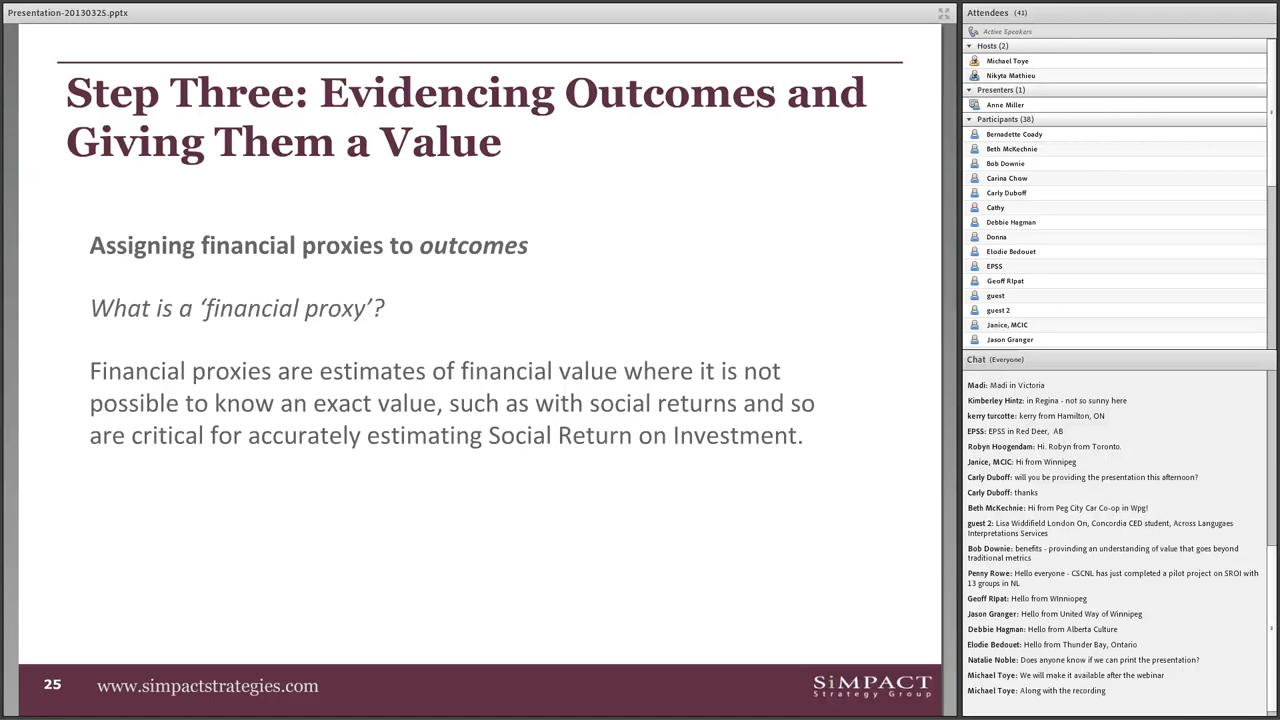 Presentation-20130325.pptx
Step Three: Evidencing Outcomes and
Giving Them a Value
Assigning financial proxies to outcomes
What is a ‘financial proxy’?
Financial proxies are estimates of financial value where it is not
possible to know an exact value, such as with social returns and so
are critical for accurately estimating Social Return on Investment.
25
www.simpactstrategies.com
SiMPACT
Strategy Group
Attendees (41)
Active Speakers
Hosts (2)
Michael Toye
Nikyta Mathieu
Presenters (1)
Anne Miller
Participants (38)
Bernadette Coady
Beth McKechnie
Bob Downie
Carina Chow
Carly Duboff
Cathy
Debbie Hagman
Donna
Elodie Bedouet
EPSS
Geoff RIpat
guest
guest 2
Janice, MCIC
Jason Granger
Chat (Everyone)
Madi: Madi in Victoria
Kimberley Hintz: in Regina - not so sunny here
kerry turcotte: kerry from Hamilton, ON
EPSS: EPSS in Red Deer, AB
Robyn Hoogendam: Hi. Robyn from Toronto.
Janice, MCIC: Hi from Winnipeg
Carly Duboff: will you be providing the presentation this afternoon?
Carly Duboff: thanks
Beth McKechnie: Hi from Peg City Car Co-op in Wpg!
guest 2: Lisa Widdifield London On, Concordia CED student, Across Langugaes
Interpretations Services
Bob Downie: benefits - provinding an understanding of value that goes beyond
traditional metrics
Penny Rowe: Hello everyone - CSCNL has just completed a pilot project on SROI with
13 groups in NL
Geoff RIpat: Hello from WInniopeg
Jason Granger: Hello from United Way of Winnipeg
Debbie Hagman: Hello from Alberta Culture
Elodie Bedouet: Hello from Thunder Bay, Ontario
Natalie Noble: Does anyone know if we can print the presentation?
Michael Toye: We will make it available after the webinar
Michael Toye: Along with the recording